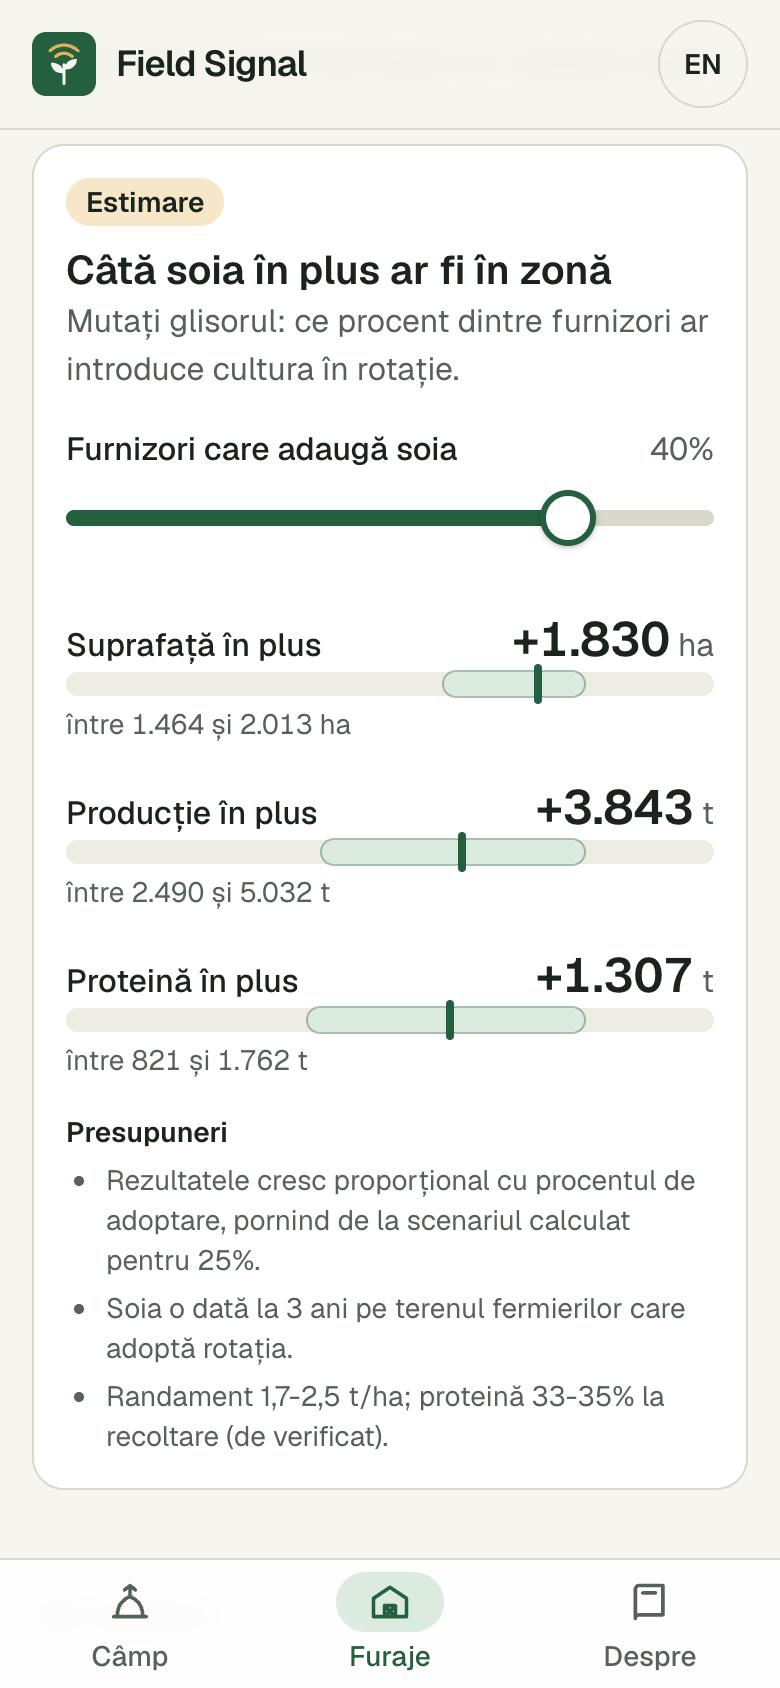 Field Signal
EN
Estimare
Câtă soia în plus ar fi în zonă
Mutați glisorul: ce procent dintre furnizori ar
introduce cultura în rotație.
Furnizori care adaugă soia 40%
Suprafață în plus +1.830 ha
între 1.464 și 2.013 ha
Producție în plus +3.843 t
între 2.490 și 5.032 t
Proteină în plus +1.307 t
între 821 și 1.762 t
Presupuneri
Rezultatele cresc proporțional cu procentul de
adoptare, pornind de la scenariul calculat
pentru 25%.
Soia o dată la 3 ani pe terenul fermierilor care
adoptă rotația.
Randament 1,7-2,5 t/ha; proteină 33-35% la
recoltare (de verificat).
Câmp
Furaje
Despre